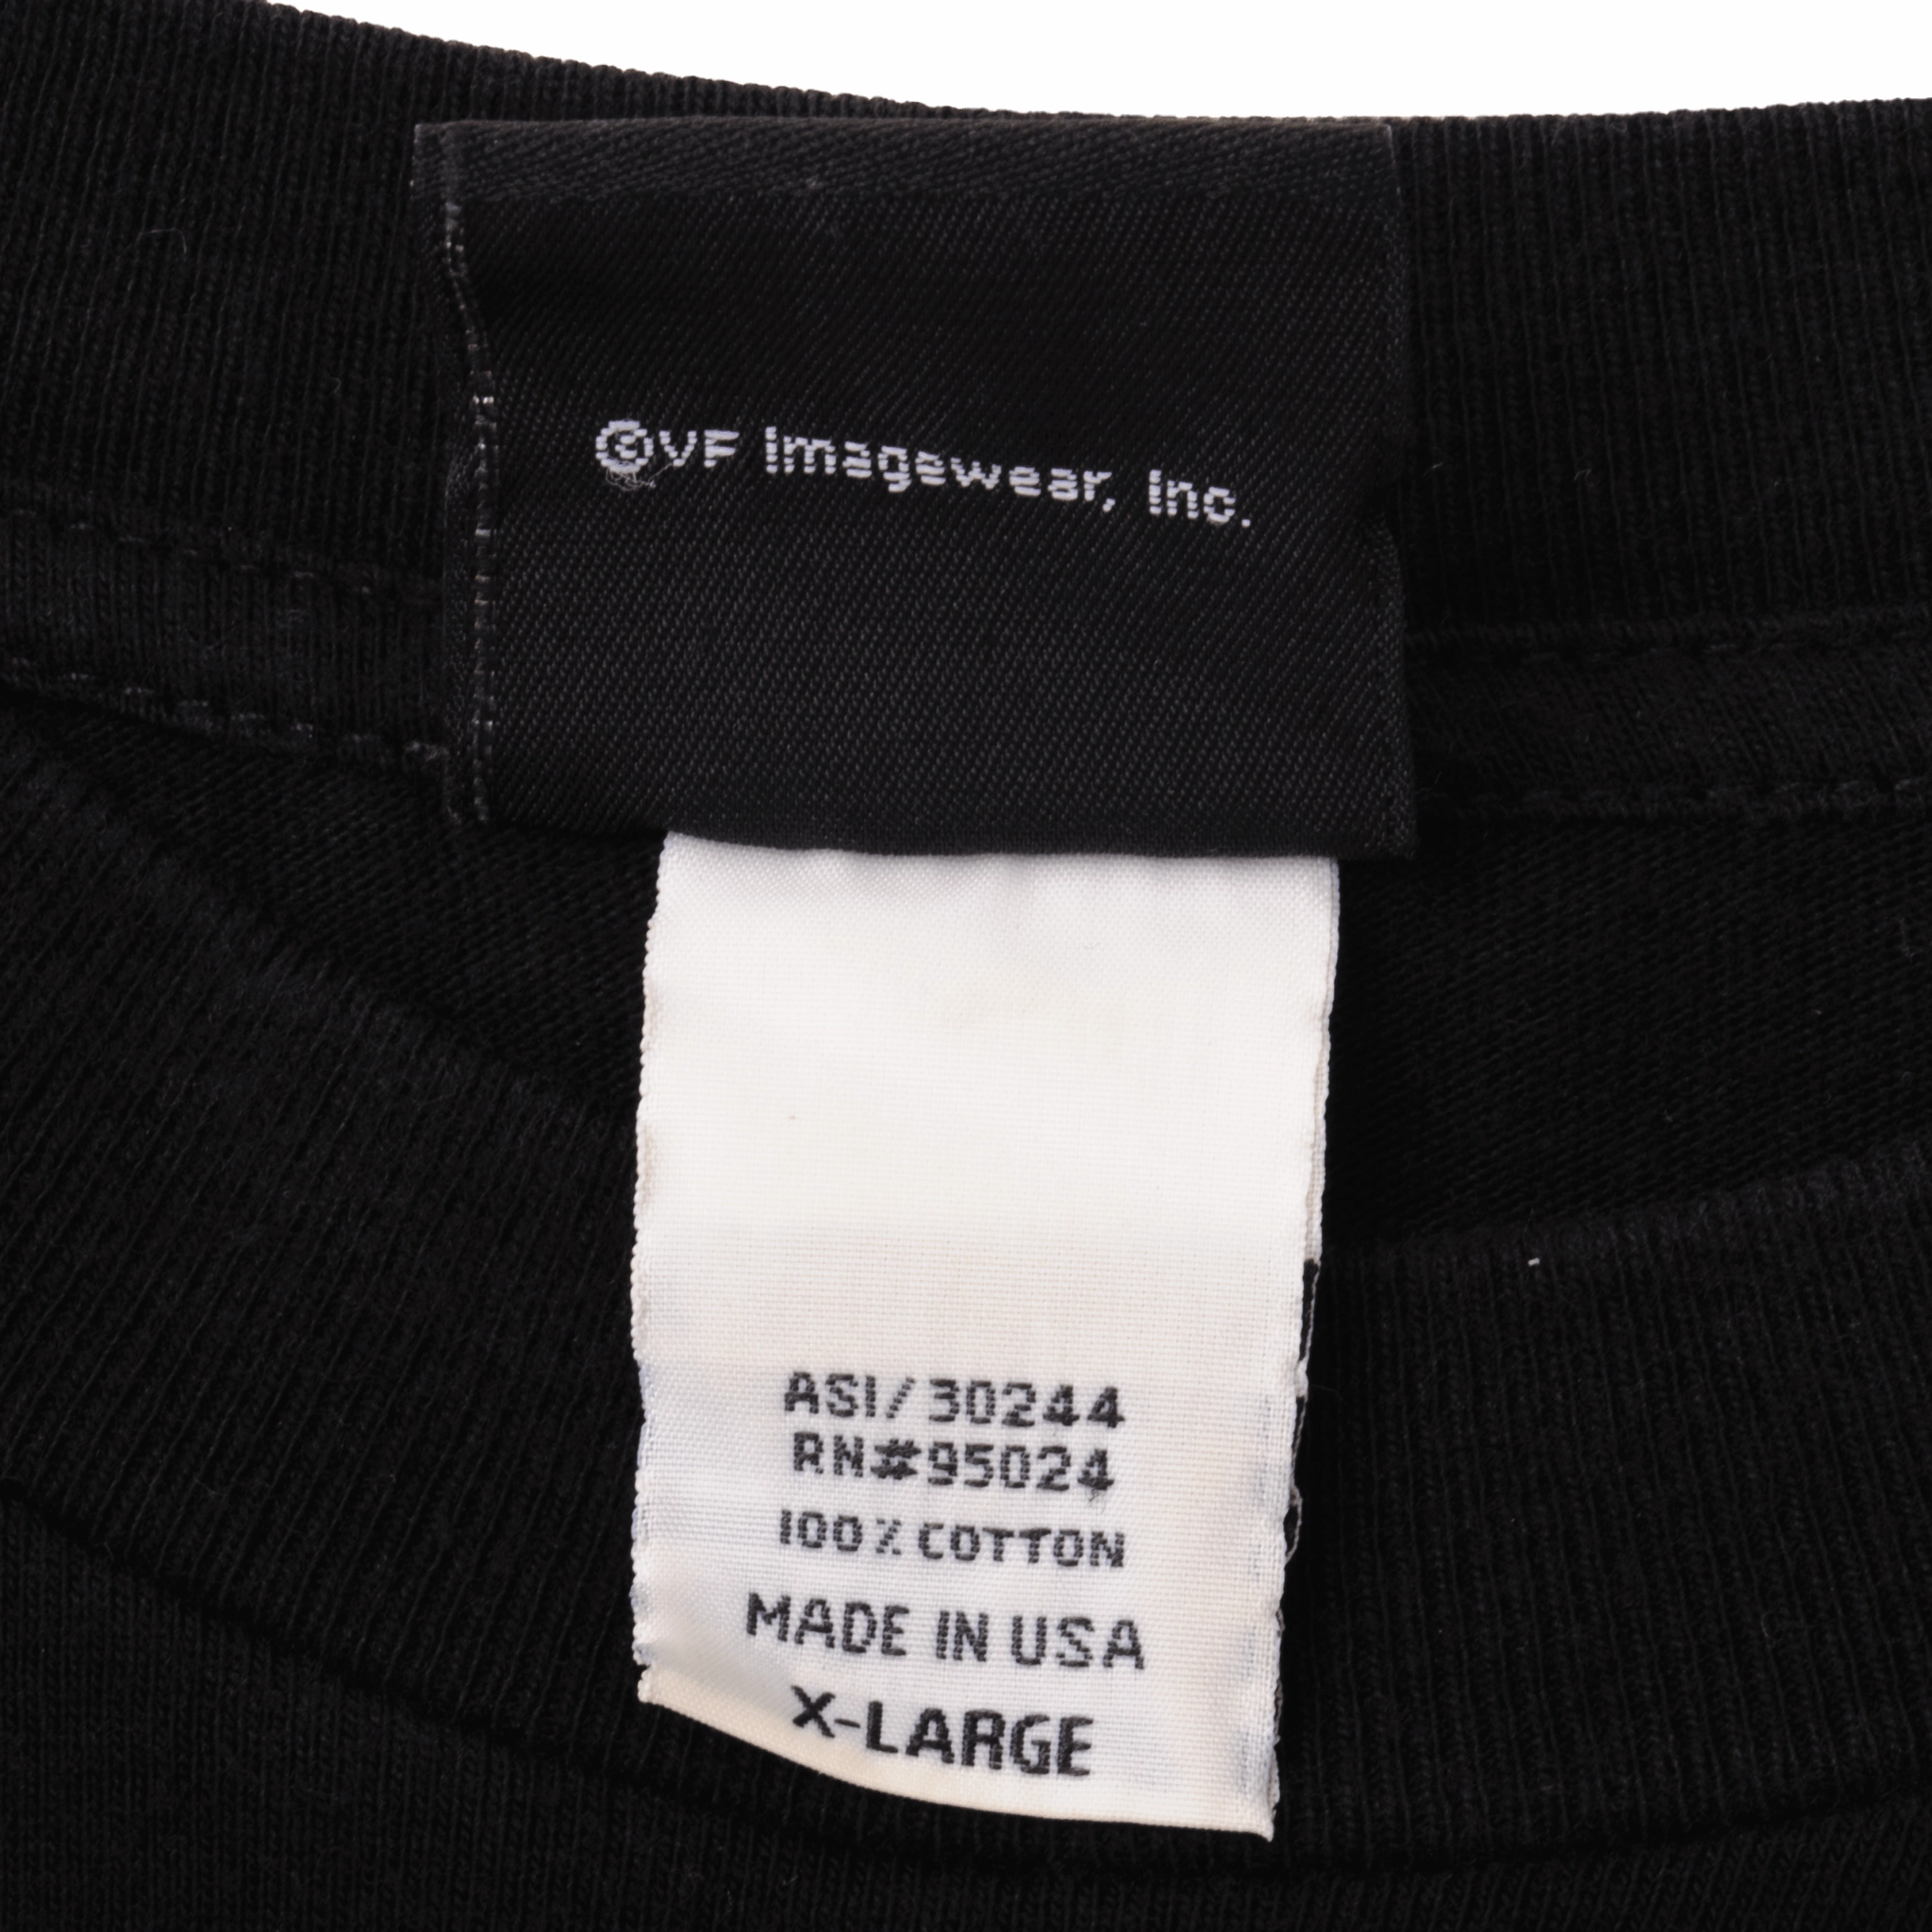 ©VF Imagewear, Inc.
ASI/30244
RN#95024
100% COTTON
MADE IN USA
X-LARGE